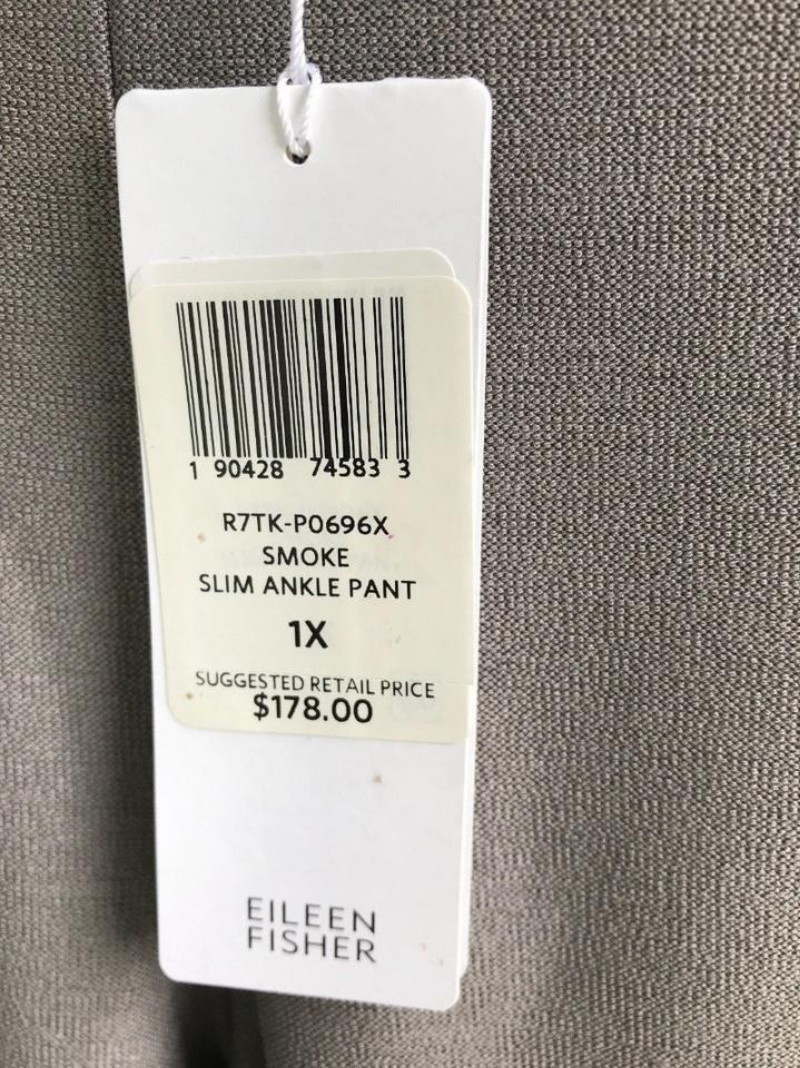 1 90428 74583 3
R7TK-P0696X
SMOKE
SLIM ANKLE PANT
1X
SUGGESTED RETAIL PRICE
$178.00
EILEEN
FISHER